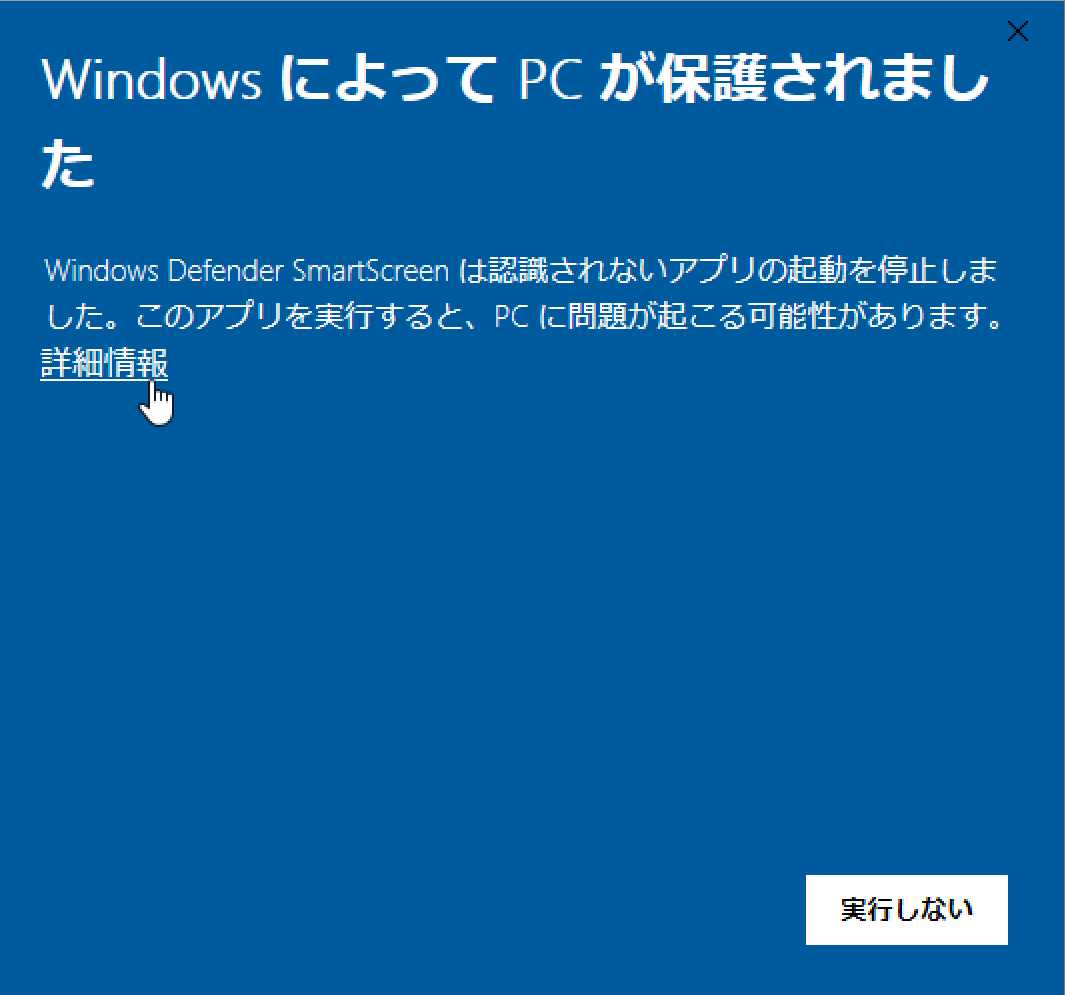 Windows によって PC が保護されまし
た
Windows Defender SmartScreen は認識されないアプリの起動を停止しま
した。このアプリを実行すると、PC に問題が起こる可能性があります。
詳細情報
実行しない